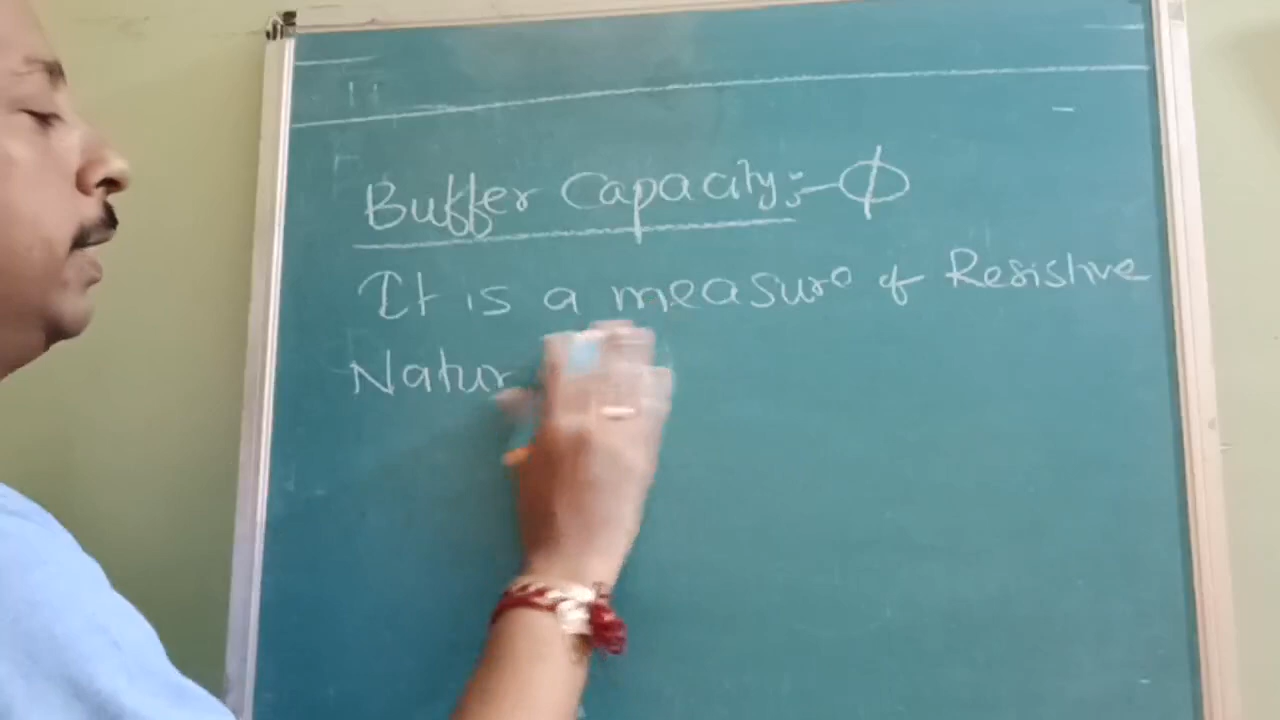 Buffer Capacity:- ϕ
It is a measure of Resistive
Natur